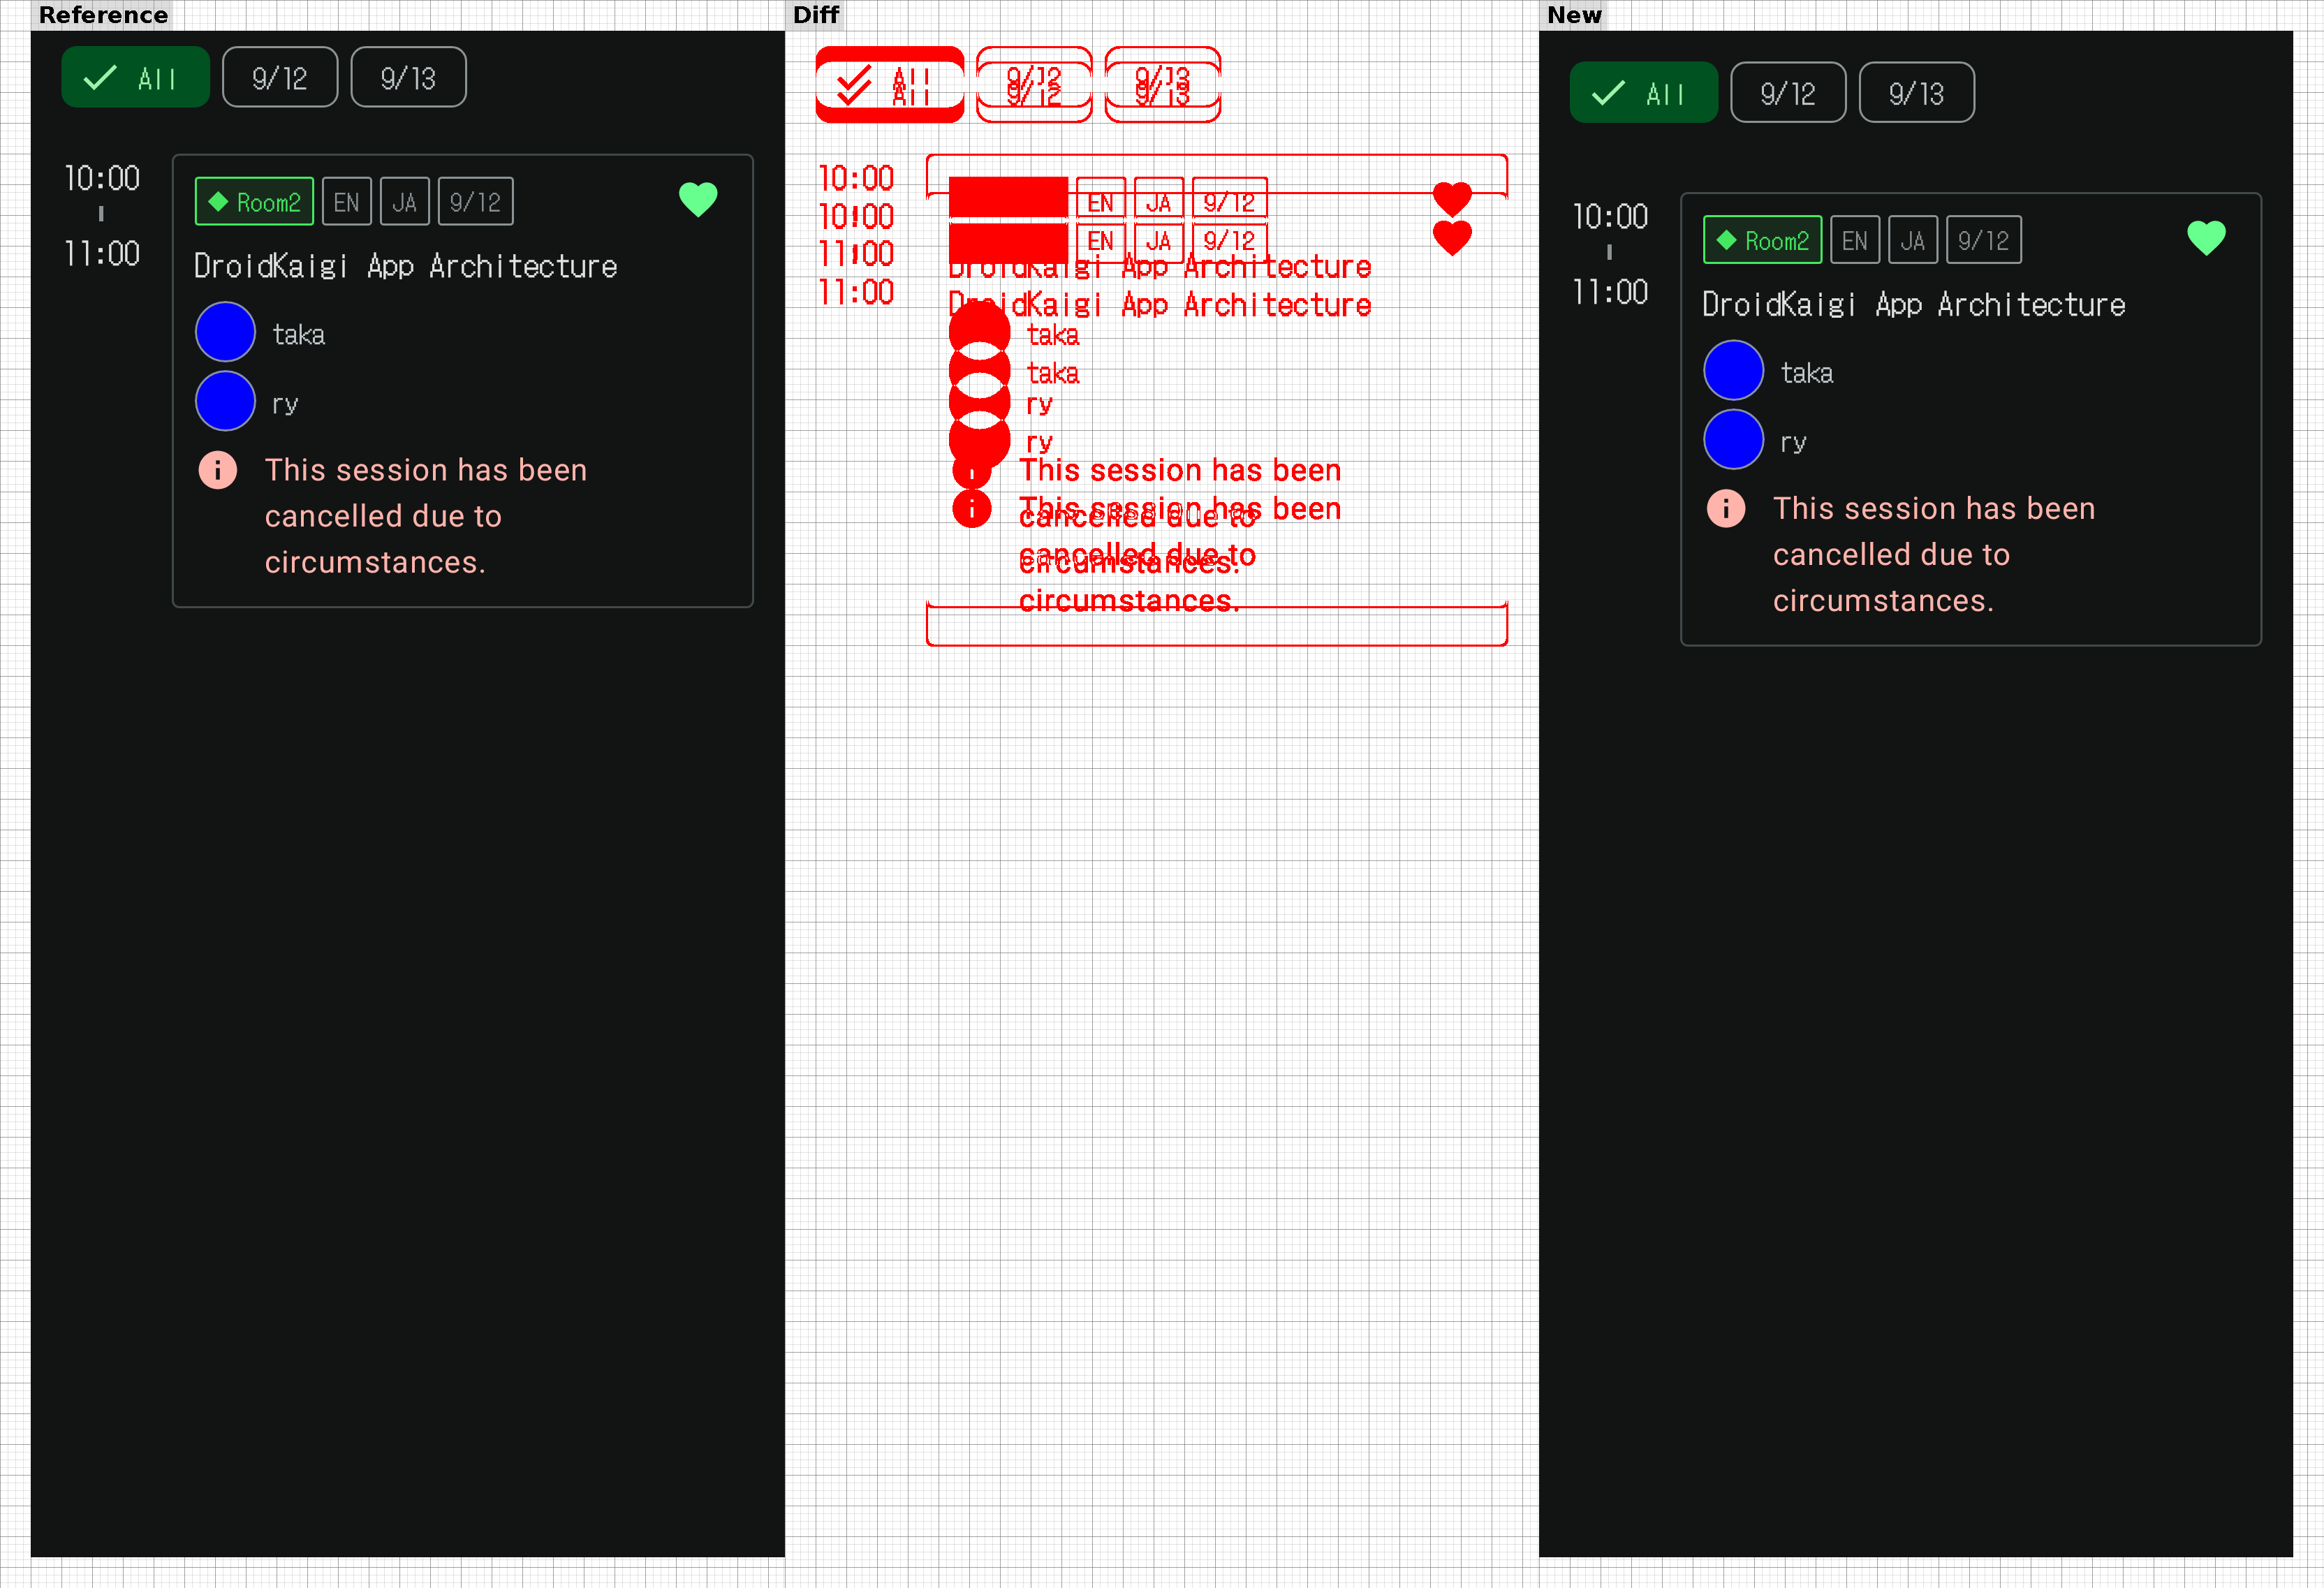 Reference
All
9/12
9/13
10:00
11:00
Room2
EN
JA
9/12
DroidKaigi App Architecture
taka
ry
This session has been
cancelled due to
circumstances.
Diff
All
All
9/12
9/12
9/13
9/13
10:00
10:00
11:00
11:00
EN
JA
9/12
EN
JA
9/12
DroidKaigi App Architecture
DroidKaigi App Architecture
taka
taka
ry
ry
This session has been
This session has been
cancelled due to
cancelled due to
circumstances.
circumstances.
New
All
9/12
9/13
10:00
11:00
Room2
EN
JA
9/12
DroidKaigi App Architecture
taka
ry
This session has been
cancelled due to
circumstances.